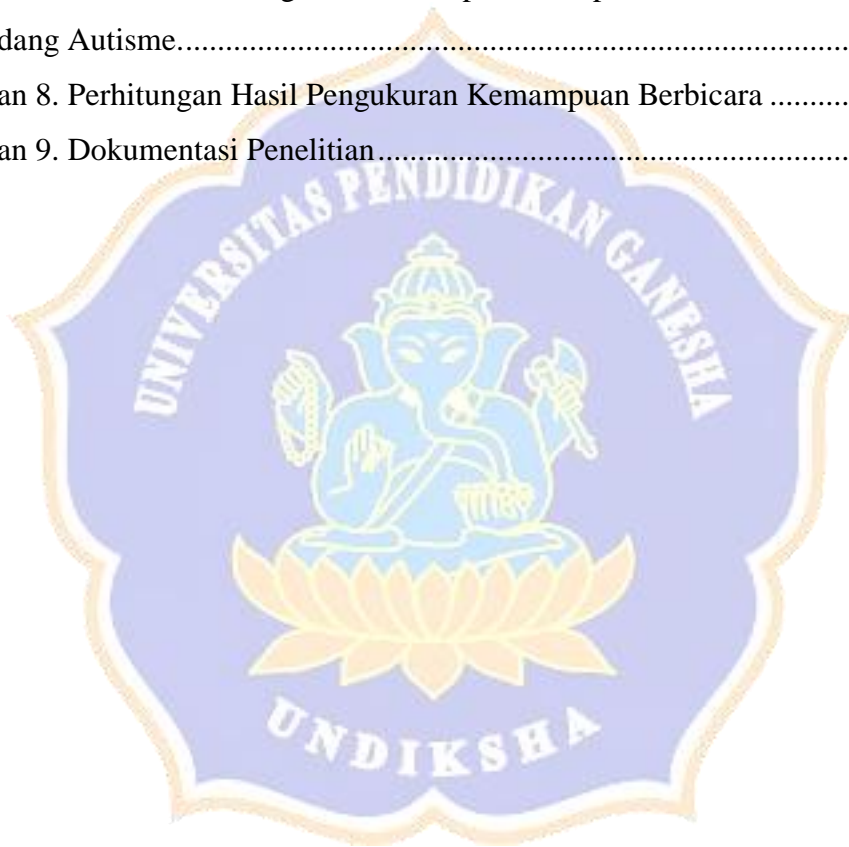 dang Autisme.
an 8. Perhitungan Hasil Pengukuran Kemampuan Berbicara
an 9. Dokumentasi Penelitian
UNIVERSITAS PENDIDIKAN GANESHA
UNDIKSHA